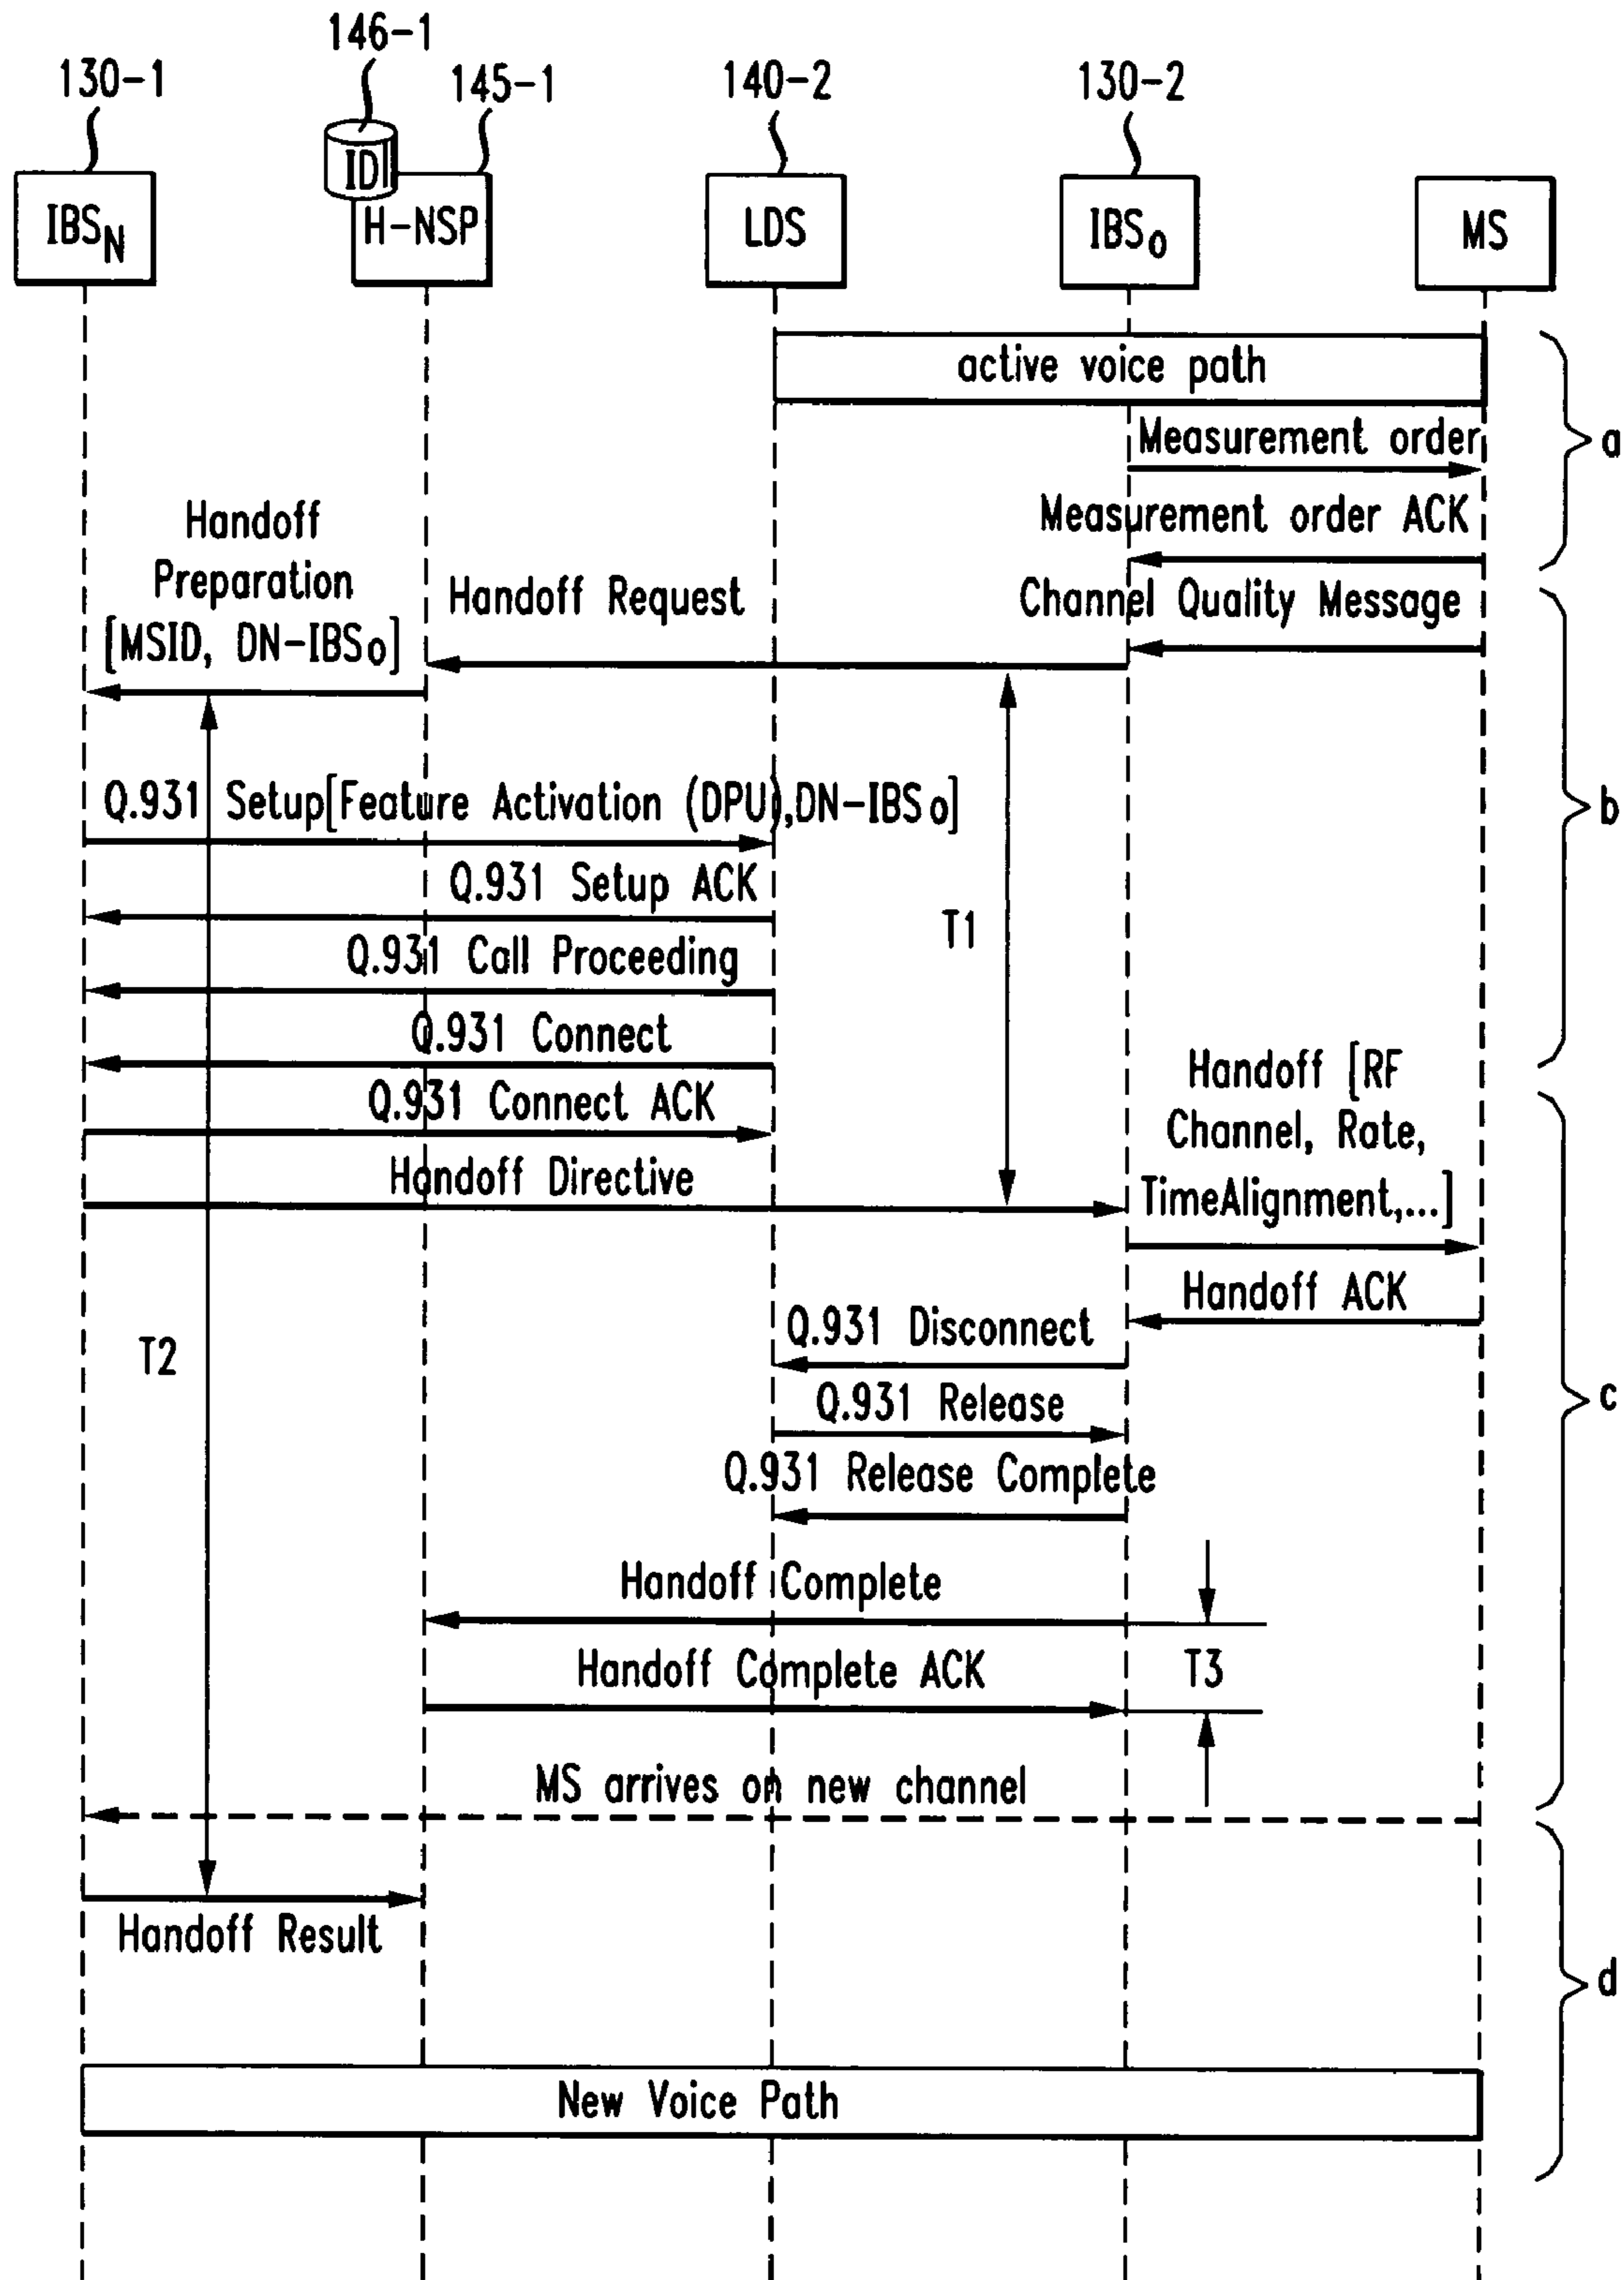 146-1
130-1
145-1
140-2
130-2
ID
IBSN
H-NSP
LDS
IBSo
MS
active voice path
a
Measurement order
Measurement order ACK
Handoff
Preparation
[MSID, DN-IBSo]
Handoff Request
Channel Quality Message
b
Q.931 Setup[Feature Activation (DPU),DN-IBSo]
Q.931 Setup ACK
T1
Q.931 Call Proceeding
Q.931 Connect
Handoff [RF
Channel, Rate,
TimeAlignment,...]
Q.931 Connect ACK
Handoff Directive
Handoff ACK
T2
Q.931 Disconnect
c
Q.931 Release
Q.931 Release Complete
Handoff Complete
Handoff Complete ACK
T3
MS arrives on new channel
Handoff Result
d
New Voice Path